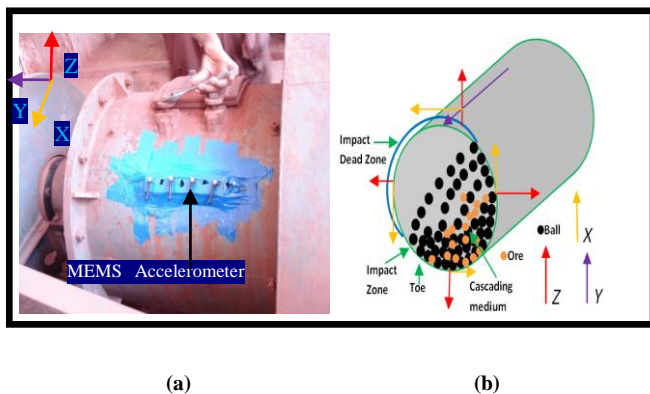 Z
Y
X
MEMS Accelerometer
Impact
Dead Zone
Impact
Zone
Toe
Cascading
medium
Ball
Ore
X
Z
Y
(a)
(b)